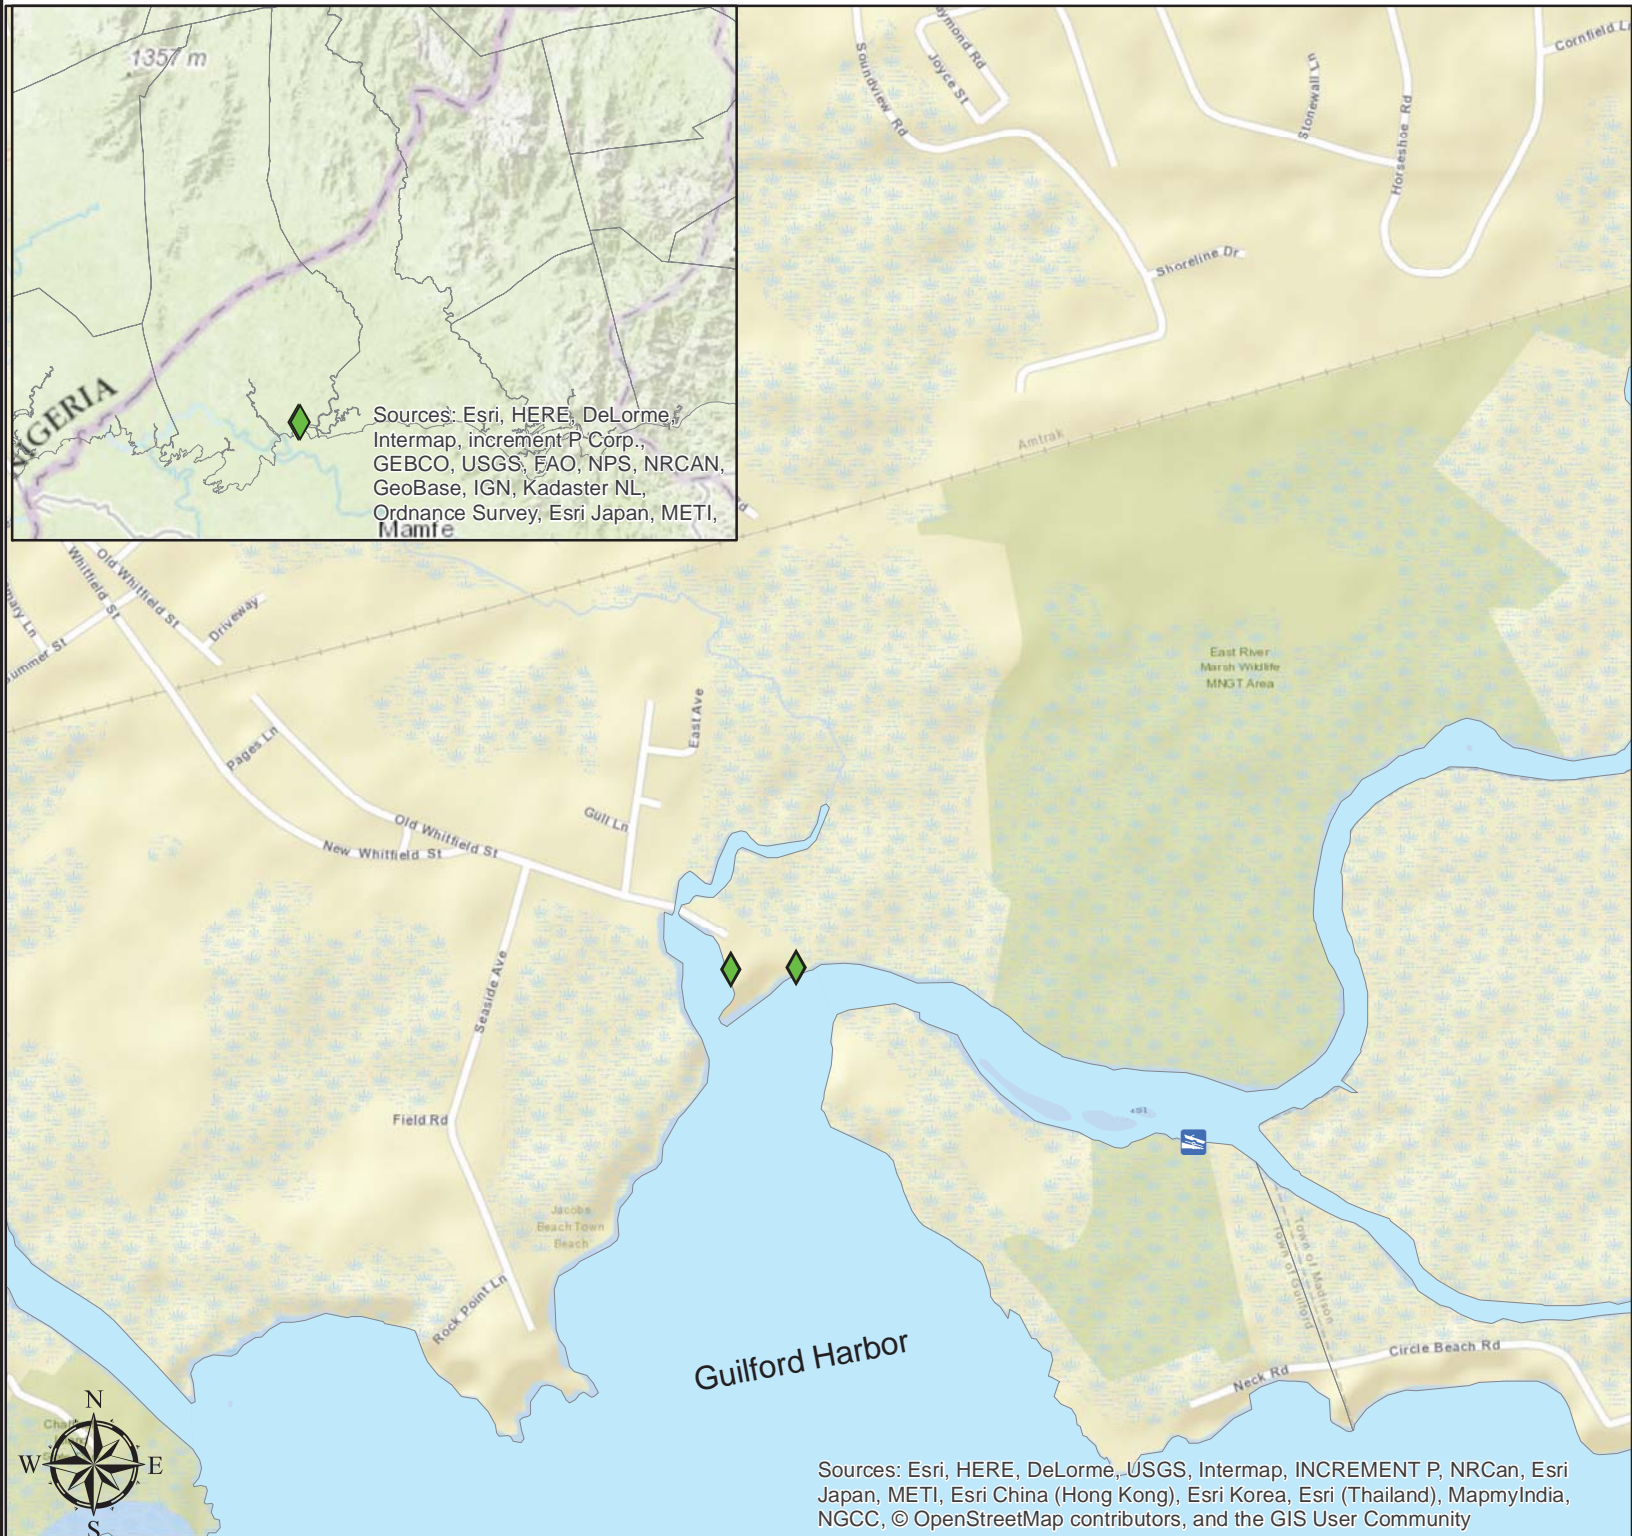 1357 m
NIGERIA
Sources: Esri, HERE, DeLorme,
Intermap, increment P Corp.,
GEBCO, USGS, FAO, NPS, NRCAN,
GeoBase, IGN, Kadaster NL,
Ordnance Survey, Esri Japan, METI,
Mamfe
Soundview Rd
Joyce St
Stonewall Ln
Horseshoe Rd
Shoreline Dr
Amtrak
Whitfield St
Old Whitfield St
Driveway
East River
Marsh Wildlife
MNGT Area
Pages Ln
East Ave
Gull Ln
Old Whitfield St
New Whitfield St
Seaside Ave
Field Rd
Jacobs
Beach Town
Beach
Rock Point Ln
Town of Madison
Town of Guilford
Guilford Harbor
Neck Rd
Circle Beach Rd
N
W
E
S
Sources: Esri, HERE, DeLorme, USGS, Intermap, INCREMENT P, NRCan, Esri
Japan, METI, Esri China (Hong Kong), Esri Korea, Esri (Thailand), MapmyIndia,
NGCC, © OpenStreetMap contributors, and the GIS User Community